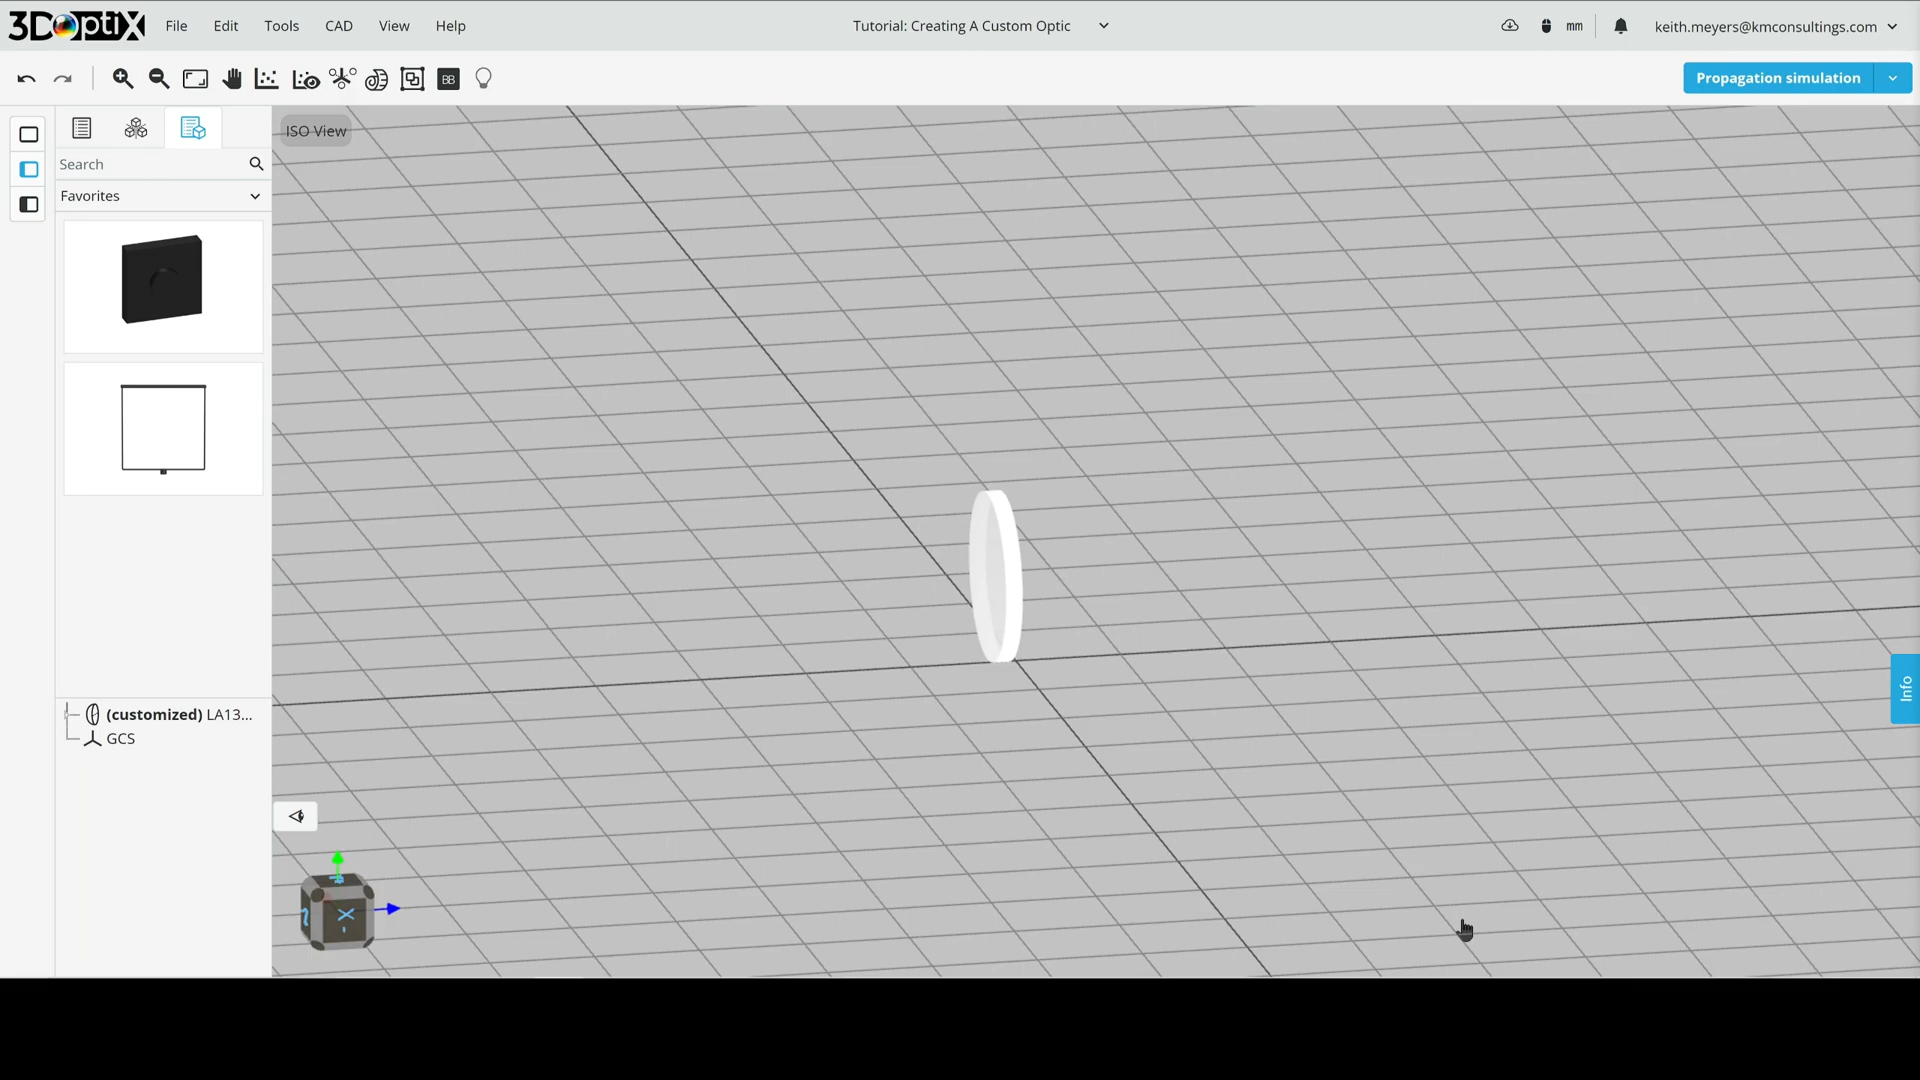 3DOptiX File Edit Tools CAD View Help Tutorial: Creating A Custom Optic mm keith.meyers@kmconsultings.com
BB Propagation simulation
ISO View
Search
Favorites
Info
(customized) LA13...
GCS
X